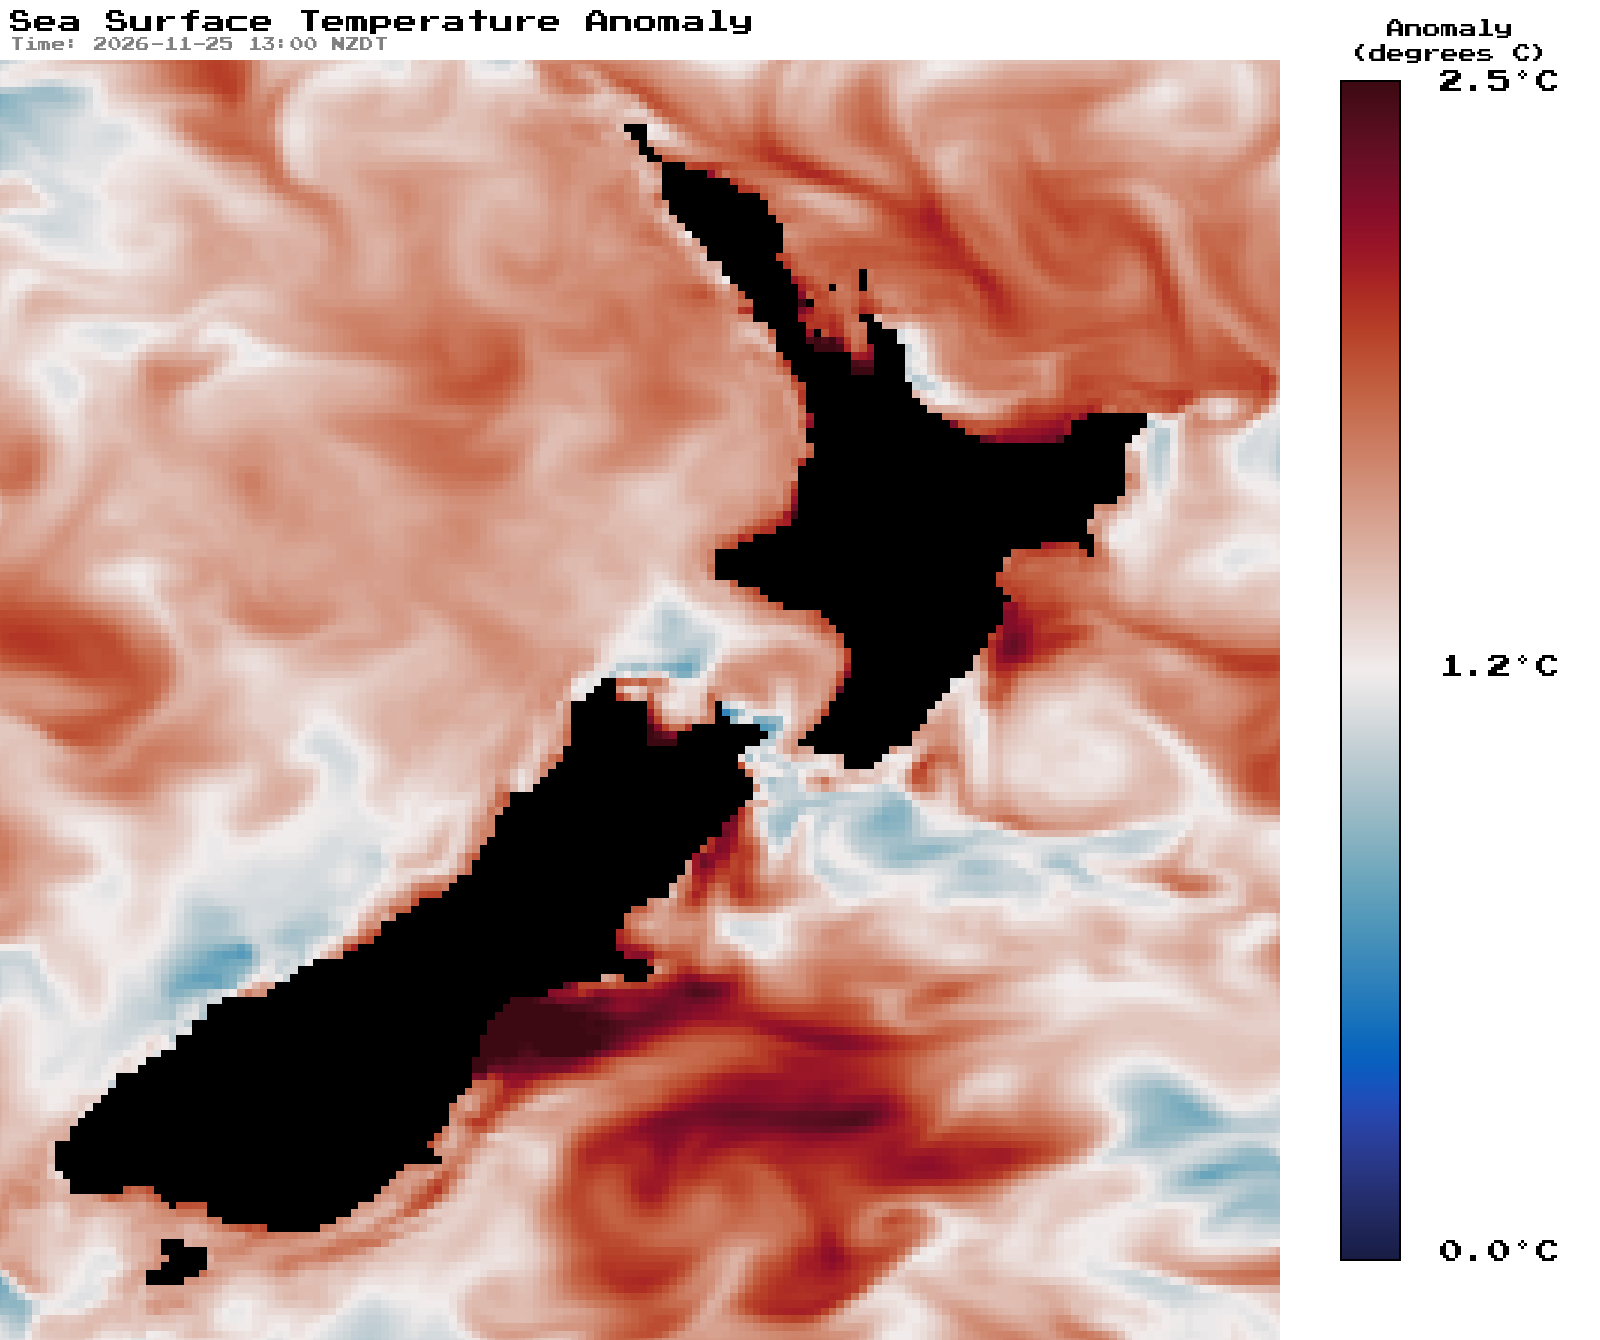 Sea Surface Temperature Anomaly
Time: 2026-11-25 13:00 NZDT
Anomaly
(degrees C)
2.5°C
1.2°C
0.0°C